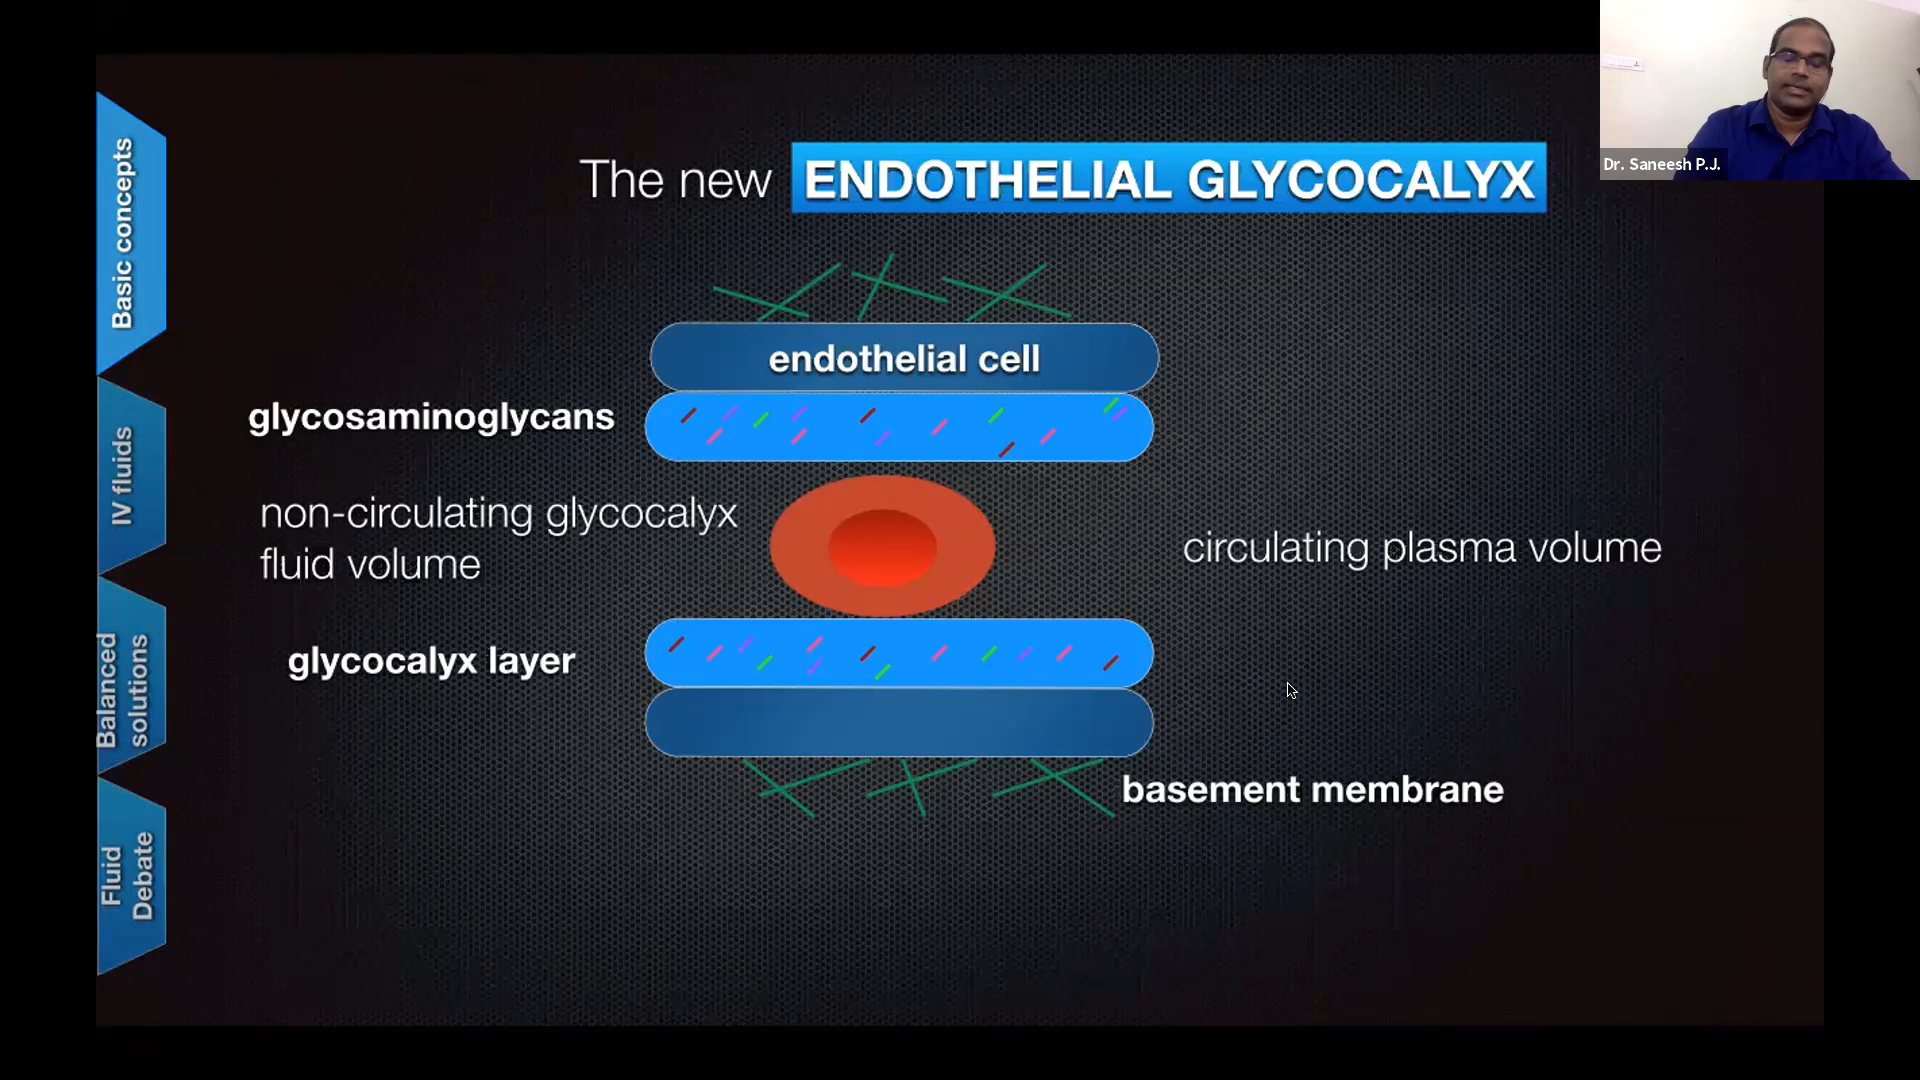 Dr. Saneesh P.J.
The new ENDOTHELIAL GLYCOCALYX
Basic concepts
IV fluids
Balanced
solutions
Fluid
Debate
endothelial cell
glycosaminoglycans
non-circulating glycocalyx
fluid volume
circulating plasma volume
glycocalyx layer
basement membrane